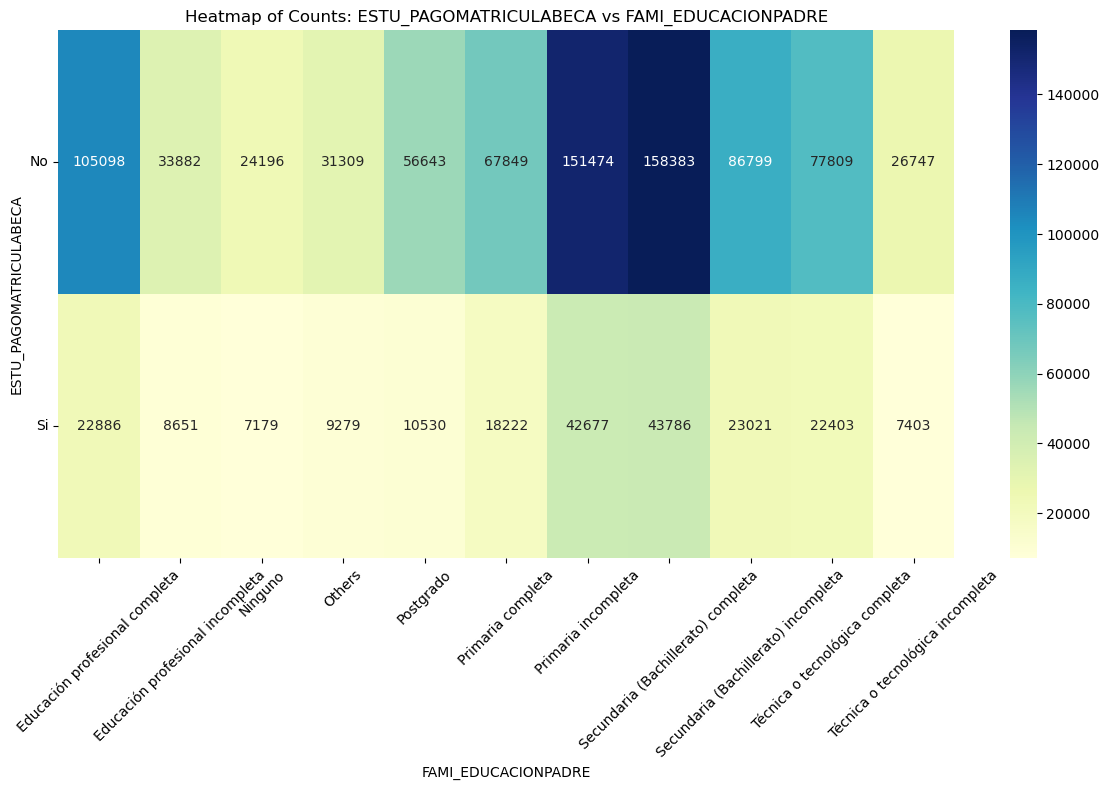 Heatmap of Counts: ESTU_PAGOMATRICULABECA vs FAMI_EDUCACIONPADRE
ESTU_PAGOMATRICULABECA
No
105098 33882 24196 31309 56643 67849 151474 158383 86799 77809 26747
Si
22886 8651 7179 9279 10530 18222 42677 43786 23021 22403 7403
Educación profesional completa
Educación profesional incompleta
Ninguno
Others
Postgrado
Primaria completa
Primaria incompleta
Secundaria (Bachillerato) completa
Secundaria (Bachillerato) incompleta
Técnica o tecnológica completa
Técnica o tecnológica incompleta
FAMI_EDUCACIONPADRE
140000
120000
100000
80000
60000
40000
20000